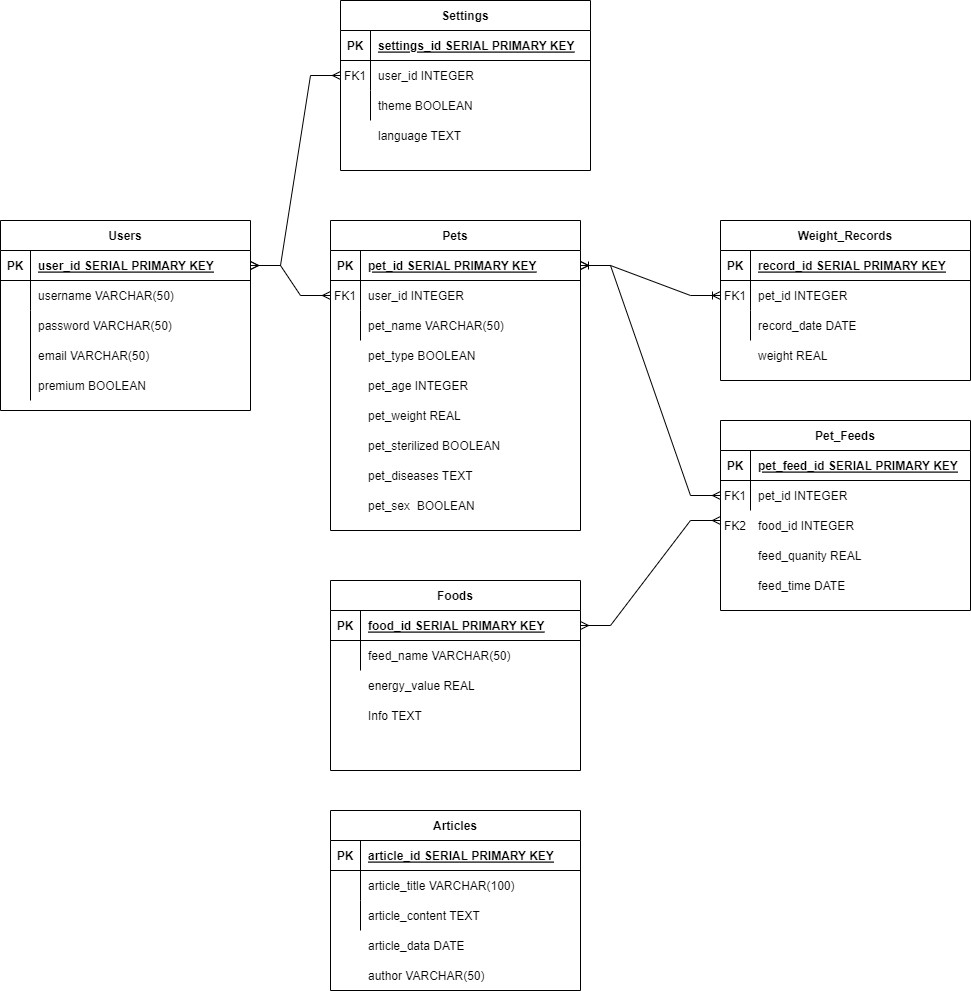 Settings
PK settings_id SERIAL PRIMARY KEY
FK1 user_id INTEGER
theme BOOLEAN
language TEXT
Users
PK user_id SERIAL PRIMARY KEY
username VARCHAR(50)
password VARCHAR(50)
email VARCHAR(50)
premium BOOLEAN
Pets
PK pet_id SERIAL PRIMARY KEY
FK1 user_id INTEGER
pet_name VARCHAR(50)
pet_type BOOLEAN
pet_age INTEGER
pet_weight REAL
pet_sterilized BOOLEAN
pet_diseases TEXT
pet_sex  BOOLEAN
Weight_Records
PK record_id SERIAL PRIMARY KEY
FK1 pet_id INTEGER
record_date DATE
weight REAL
Pet_Feeds
PK pet_feed_id SERIAL PRIMARY KEY
FK1 pet_id INTEGER
FK2 food_id INTEGER
feed_quanity REAL
feed_time DATE
Foods
PK food_id SERIAL PRIMARY KEY
feed_name VARCHAR(50)
energy_value REAL
Info TEXT
Articles
PK article_id SERIAL PRIMARY KEY
article_title VARCHAR(100)
article_content TEXT
article_data DATE
author VARCHAR(50)